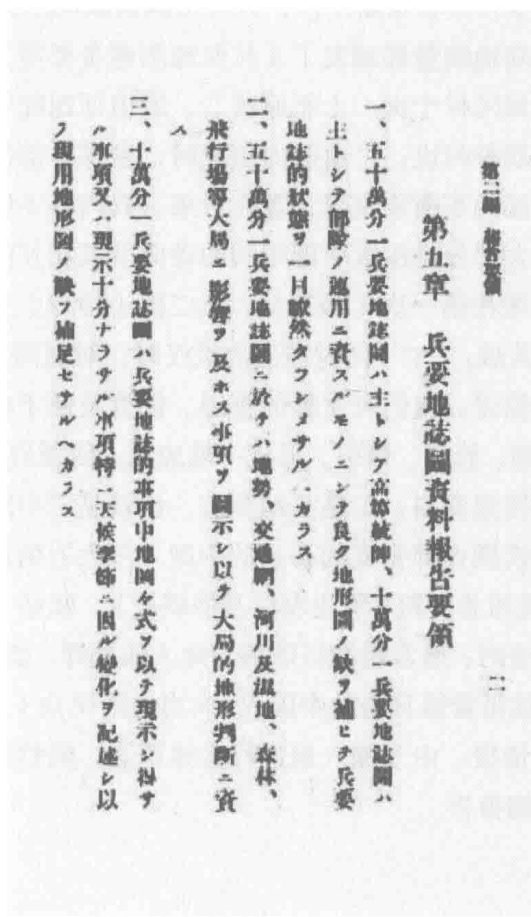 第二編 報告要領
第九章 兵要地誌圖資料報告要領
一、五十萬分一兵要地誌圖ハ主トシテ高等統帥、十萬分一兵要地誌圖ハ
主トシテ部隊ノ運用ニ資スベキモノニシテ良ク地形圖ノ缺ヲ補ヒテ兵要
地誌的狀態ヲ一目瞭然タラシメサルヘカラス
二、五十萬分一兵要地誌圖ニ於テハ地勢、交通網、河川及濕地、森林、
飛行場等大局ニ影響ヲ及ホス事項ヲ圖示シ以テ大局的地形判斷ニ資
ス
三、十萬分一兵要地誌圖ハ兵要地誌的事項中地圖々式ヲ以テ現示シ得サ
ル事項又ハ現示十分ナラサル事項特ニ天候季節ニ因ル變化ヲ記述シ以
テ現用地形圖ノ缺ヲ補足セサルヘカラス